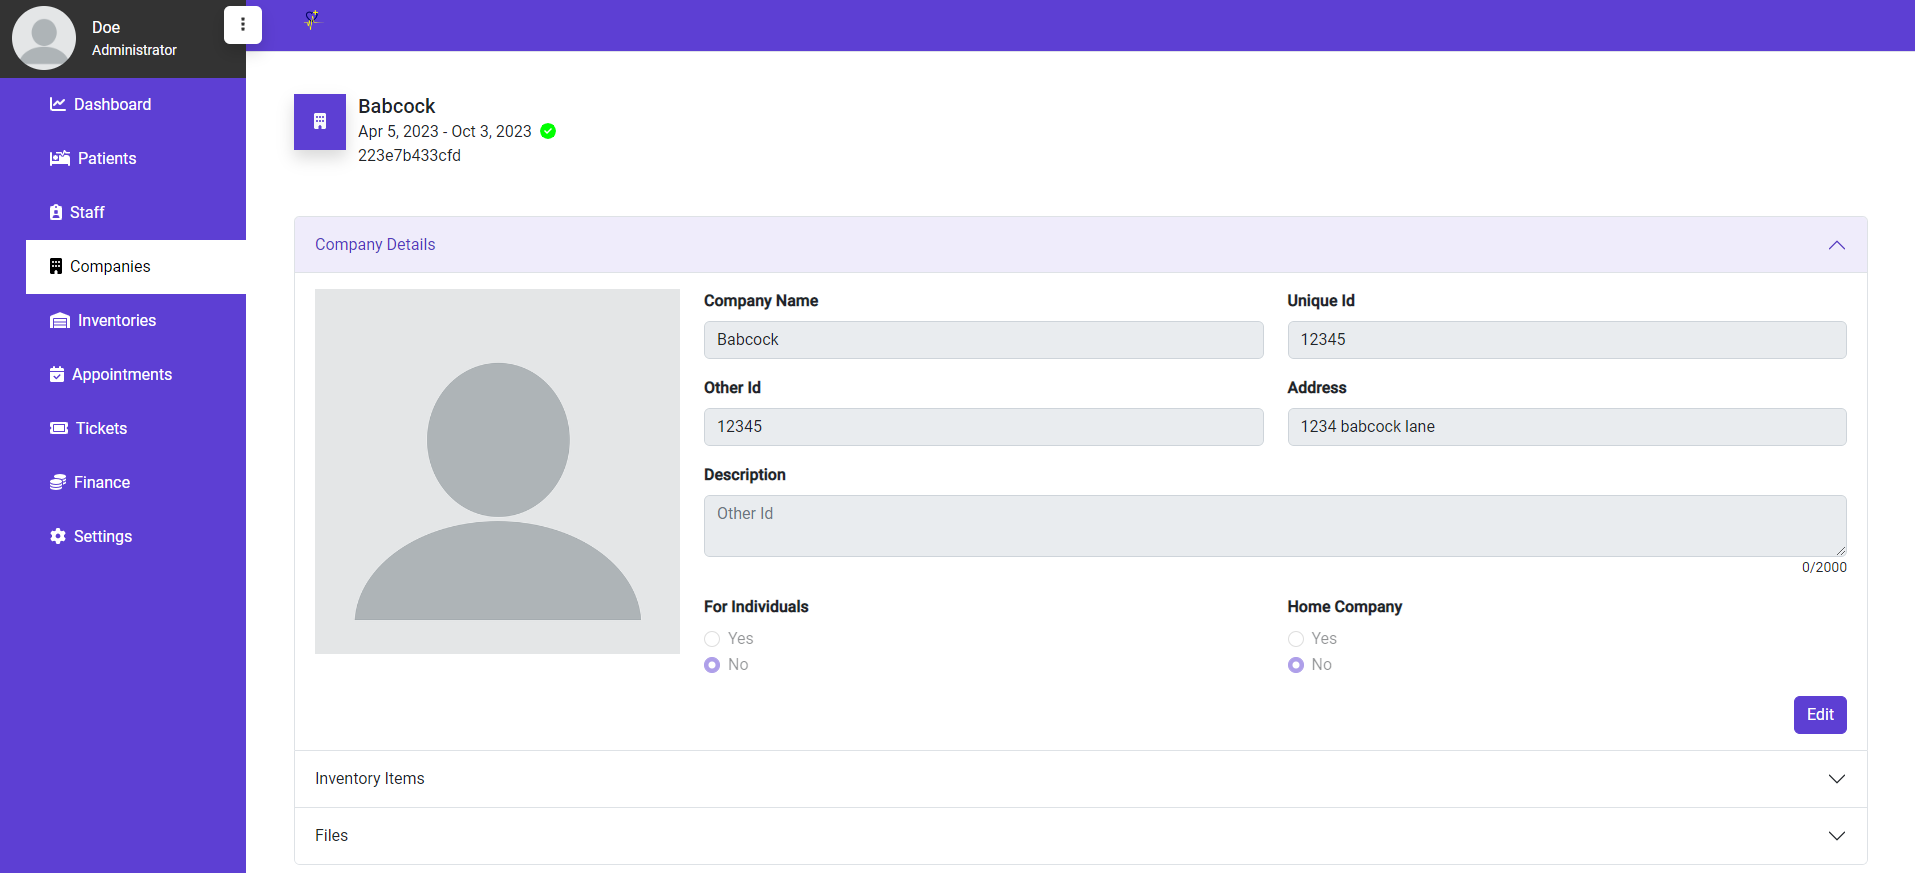 Doe
Administrator
Dashboard
Patients
Staff
Companies
Inventories
Appointments
Tickets
Finance
Settings
Babcock
Apr 5, 2023 - Oct 3, 2023
223e7b433cfd
Company Details
Company Name
Unique Id
Babcock
12345
Other Id
Address
12345
1234 babcock lane
Description
Other Id
0/2000
For Individuals
Home Company
Yes
Yes
No
No
Edit
Inventory Items
Files